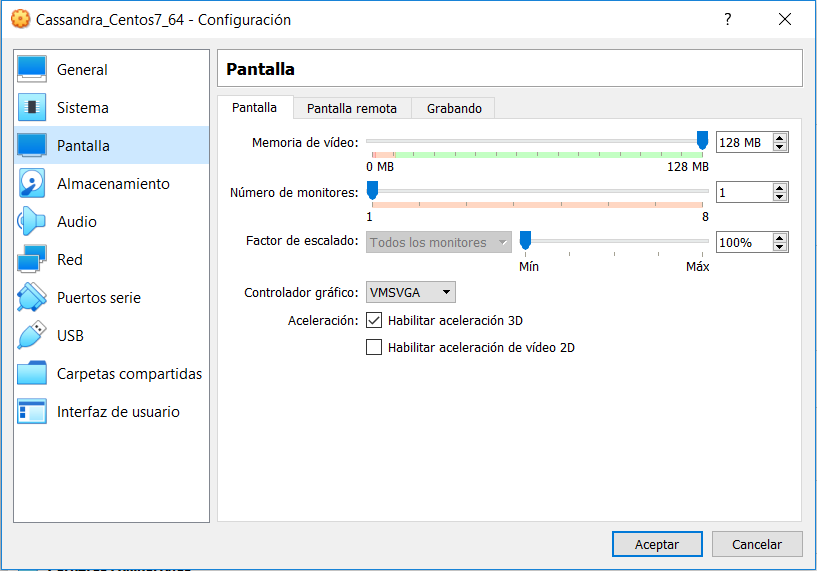 Cassandra_Centos7_64 - Configuración
General
Sistema
Pantalla
Almacenamiento
Audio
Red
Puertos serie
USB
Carpetas compartidas
Interfaz de usuario
Pantalla
Pantalla Pantalla remota Grabando
Memoria de vídeo: 128 MB
0 MB 128 MB
Número de monitores: 1
1 8
Factor de escalado: Todos los monitores 100%
Mín Máx
Controlador gráfico: VMSVGA
Aceleración: Habilitar aceleración 3D
Habilitar aceleración de vídeo 2D
Aceptar Cancelar